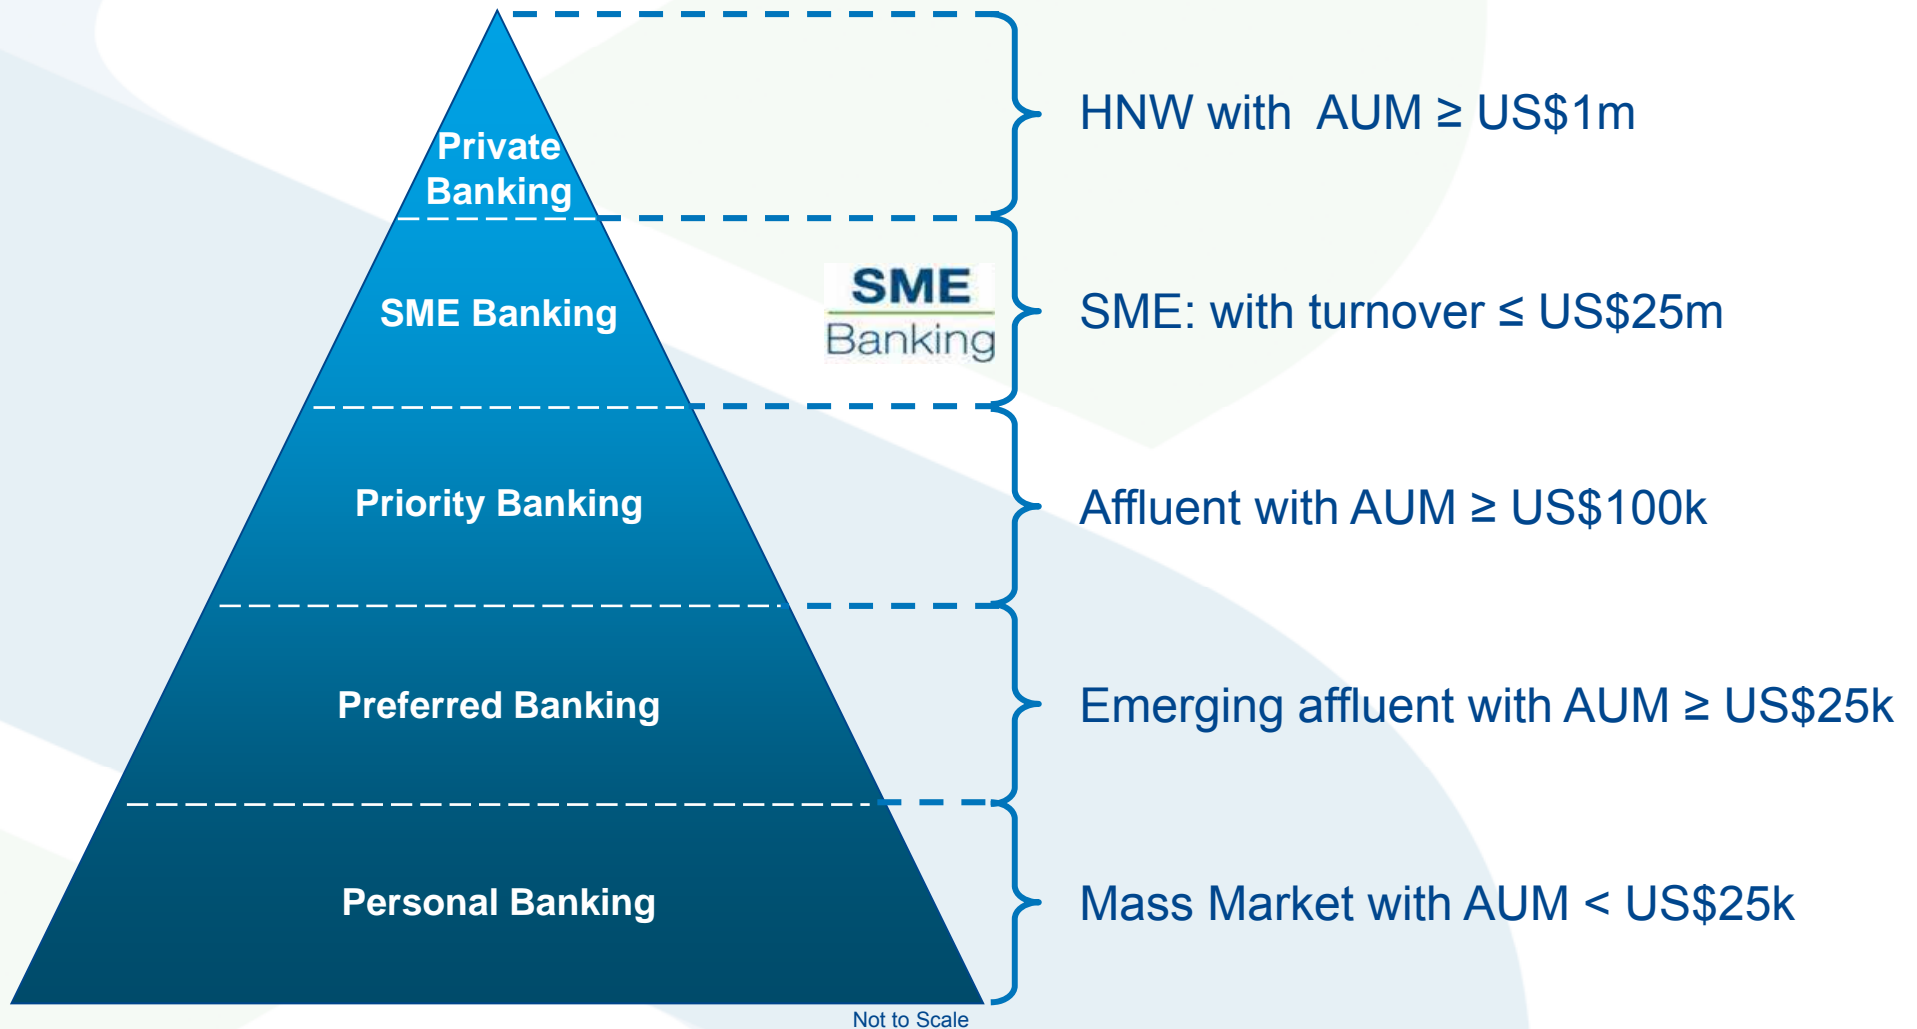 Private
Banking
HNW with AUM ≥ US$1m
SME Banking
SME
Banking
SME: with turnover ≤ US$25m
Priority Banking
Affluent with AUM ≥ US$100k
Preferred Banking
Emerging affluent with AUM ≥ US$25k
Personal Banking
Mass Market with AUM < US$25k
Not to Scale